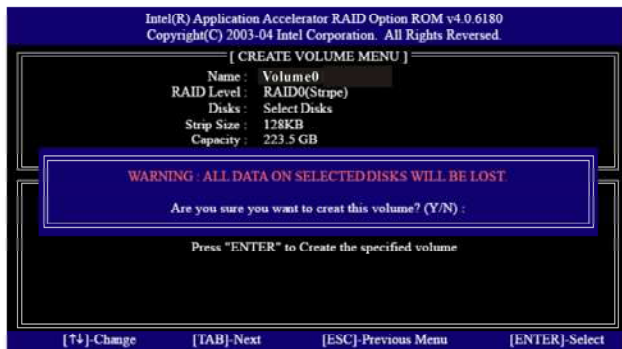 Intel(R) Application Accelerator RAID Option ROM v4.0.6180
Copyright(C) 2003-04 Intel Corporation. All Rights Reversed.
[ CREATE VOLUME MENU ]
Name : Volume0
RAID Level : RAID0(Stripe)
Disks : Select Disks
Strip Size : 128KB
Capacity : 223.5 GB
WARNING : ALL DATA ON SELECTED DISKS WILL BE LOST.
Are you sure you want to creat this volume? (Y/N) :
Press "ENTER" to Create the specified volume
[↑↓]-Change [TAB]-Next [ESC]-Previous Menu [ENTER]-Select